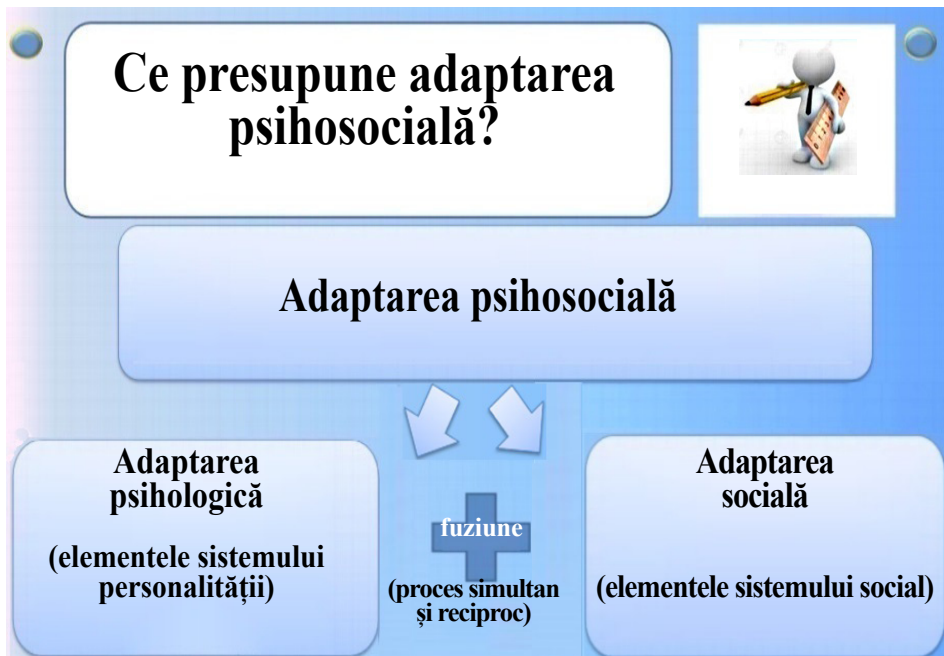 Ce presupune adaptarea
psihosocială?
Adaptarea psihosocială
Adaptarea
psihologică
(elementele sistemului
personalității)
fuziune
(proces simultan
și reciproc)
Adaptarea
socială
(elementele sistemului social)